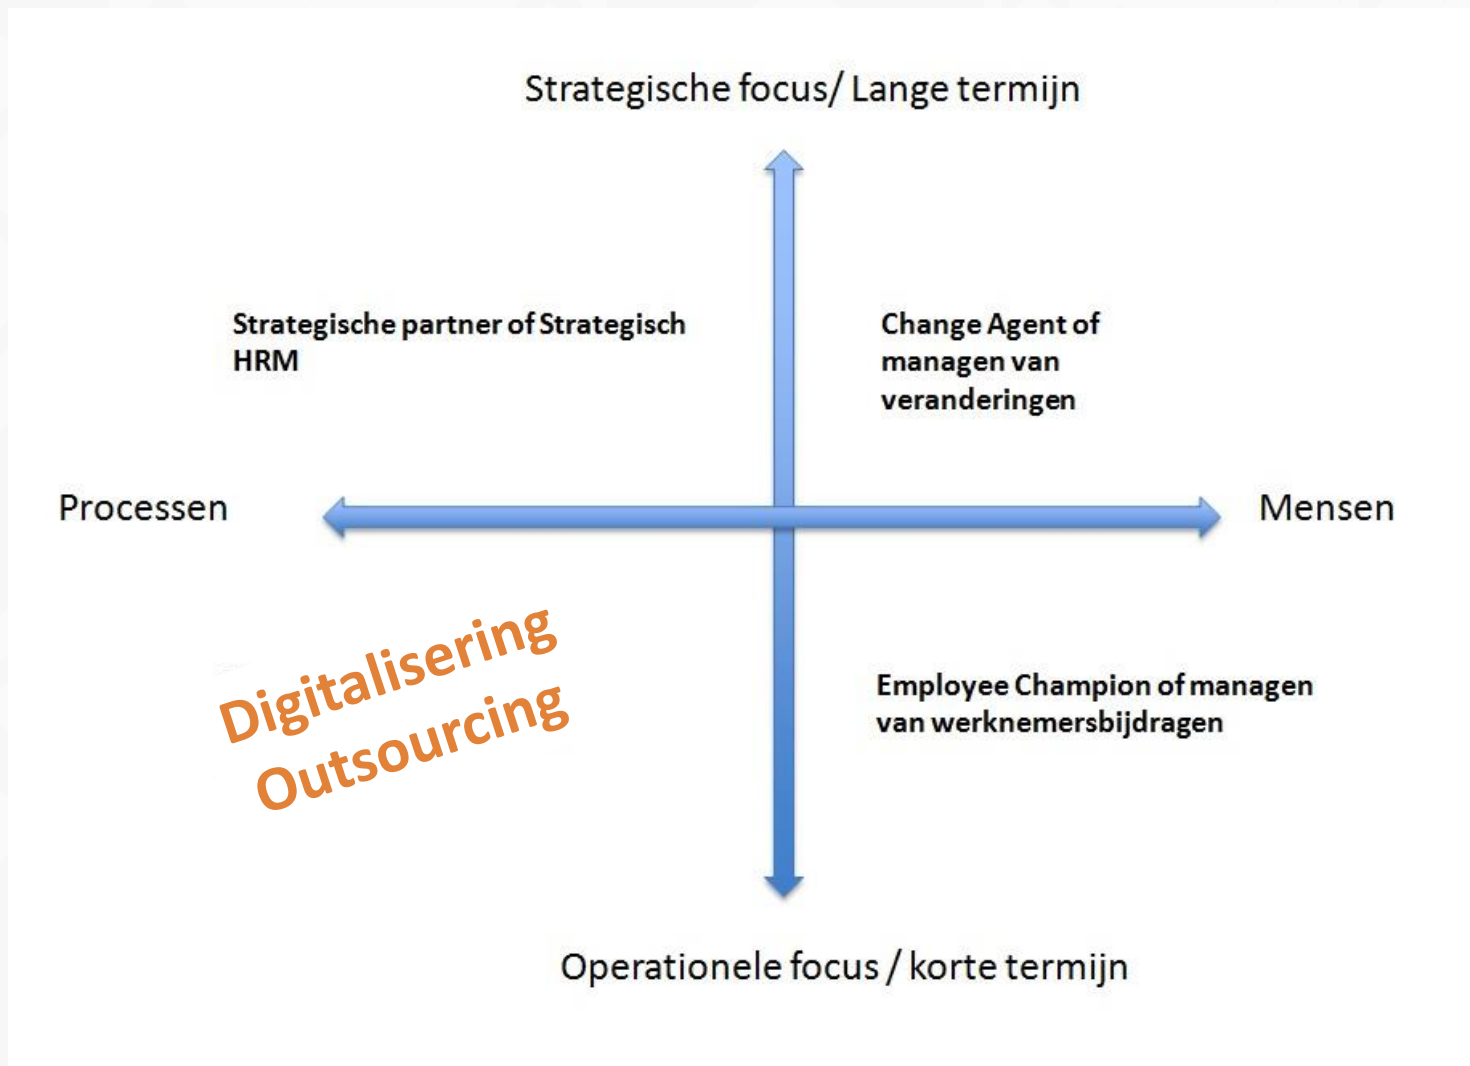 Strategische focus/ Lange termijn
Strategische partner of Strategisch
HRM
Change Agent of
managen van
veranderingen
Processen
Mensen
Digitalisering
Outsourcing
Employee Champion of managen
van werknemersbijdragen
Operationele focus / korte termijn